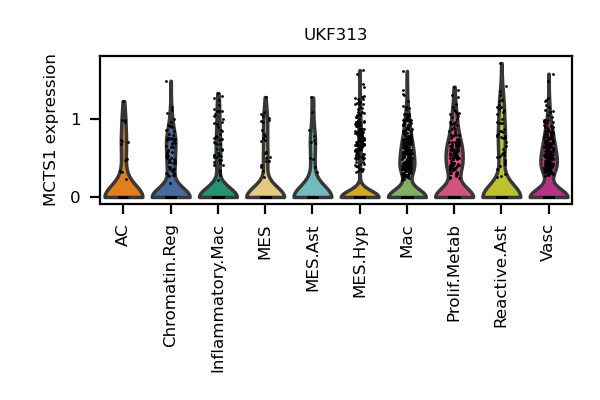 UKF313
MCTS1 expression
1
0
AC
Chromatin.Reg
Inflammatory.Mac
MES
MES.Ast
MES.Hyp
Mac
Prolif.Metab
Reactive.Ast
Vasc